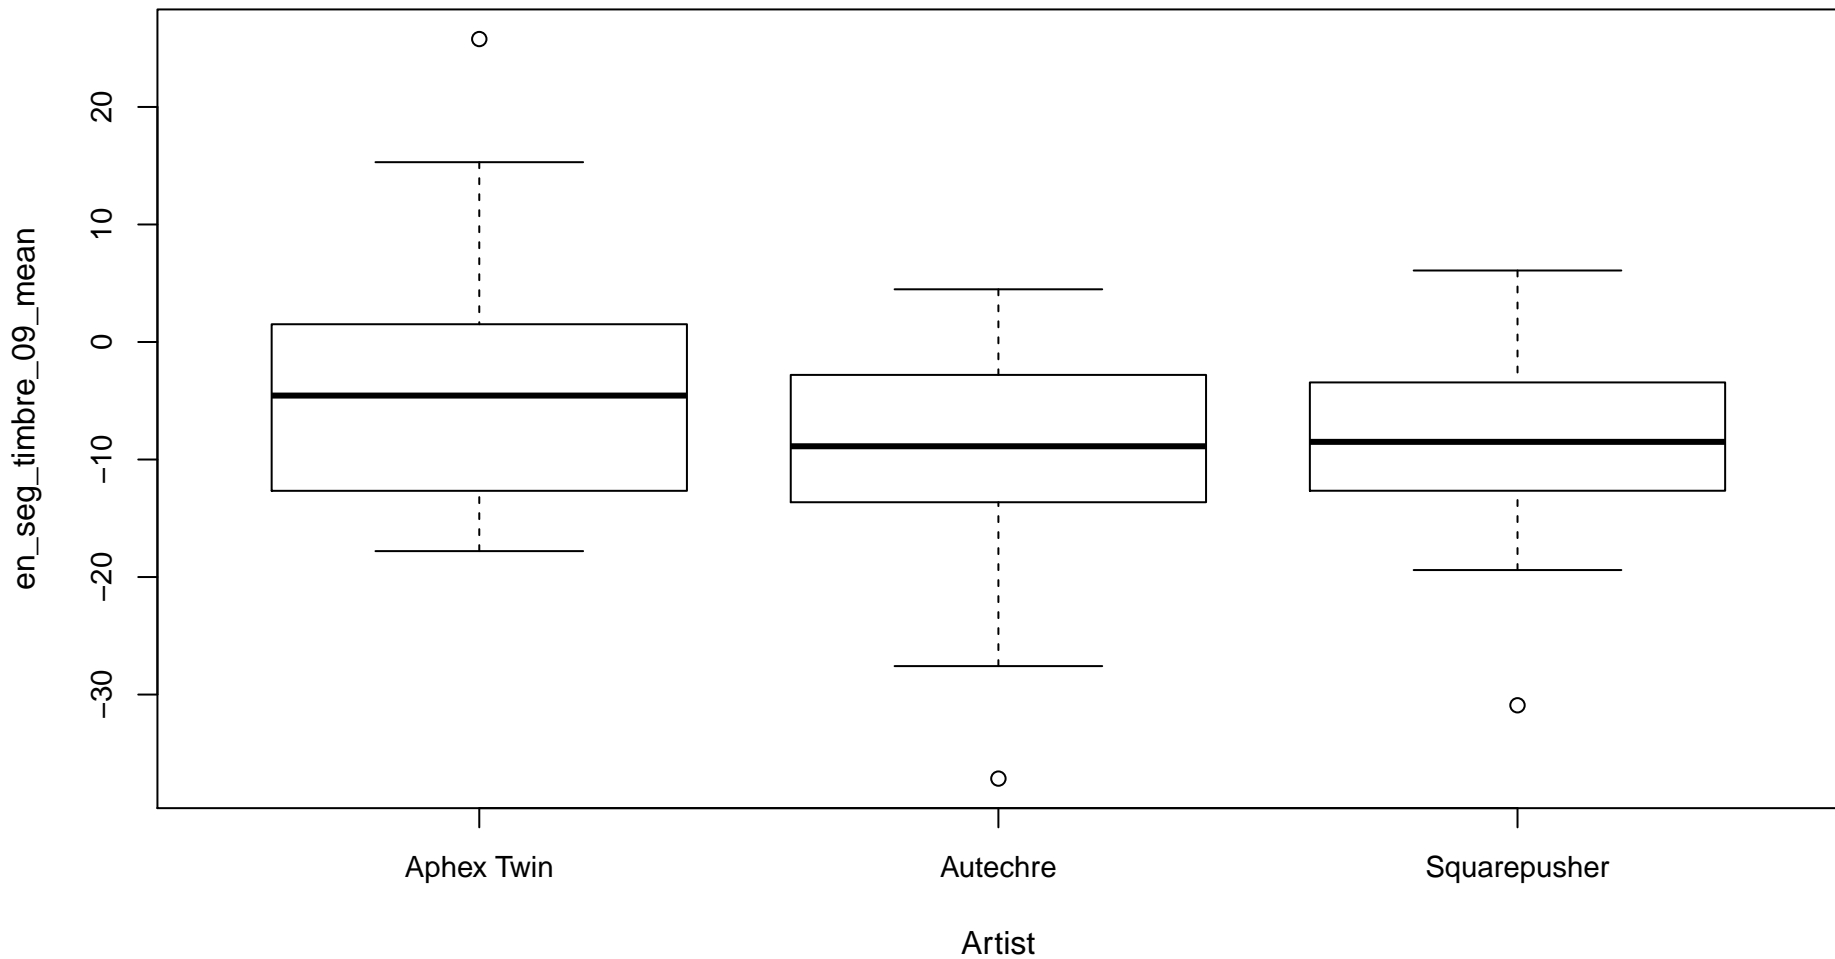 en_seg_timbre_09_mean
20
10
0
−10
−20
−30
Aphex Twin
Autechre
Squarepusher
Artist